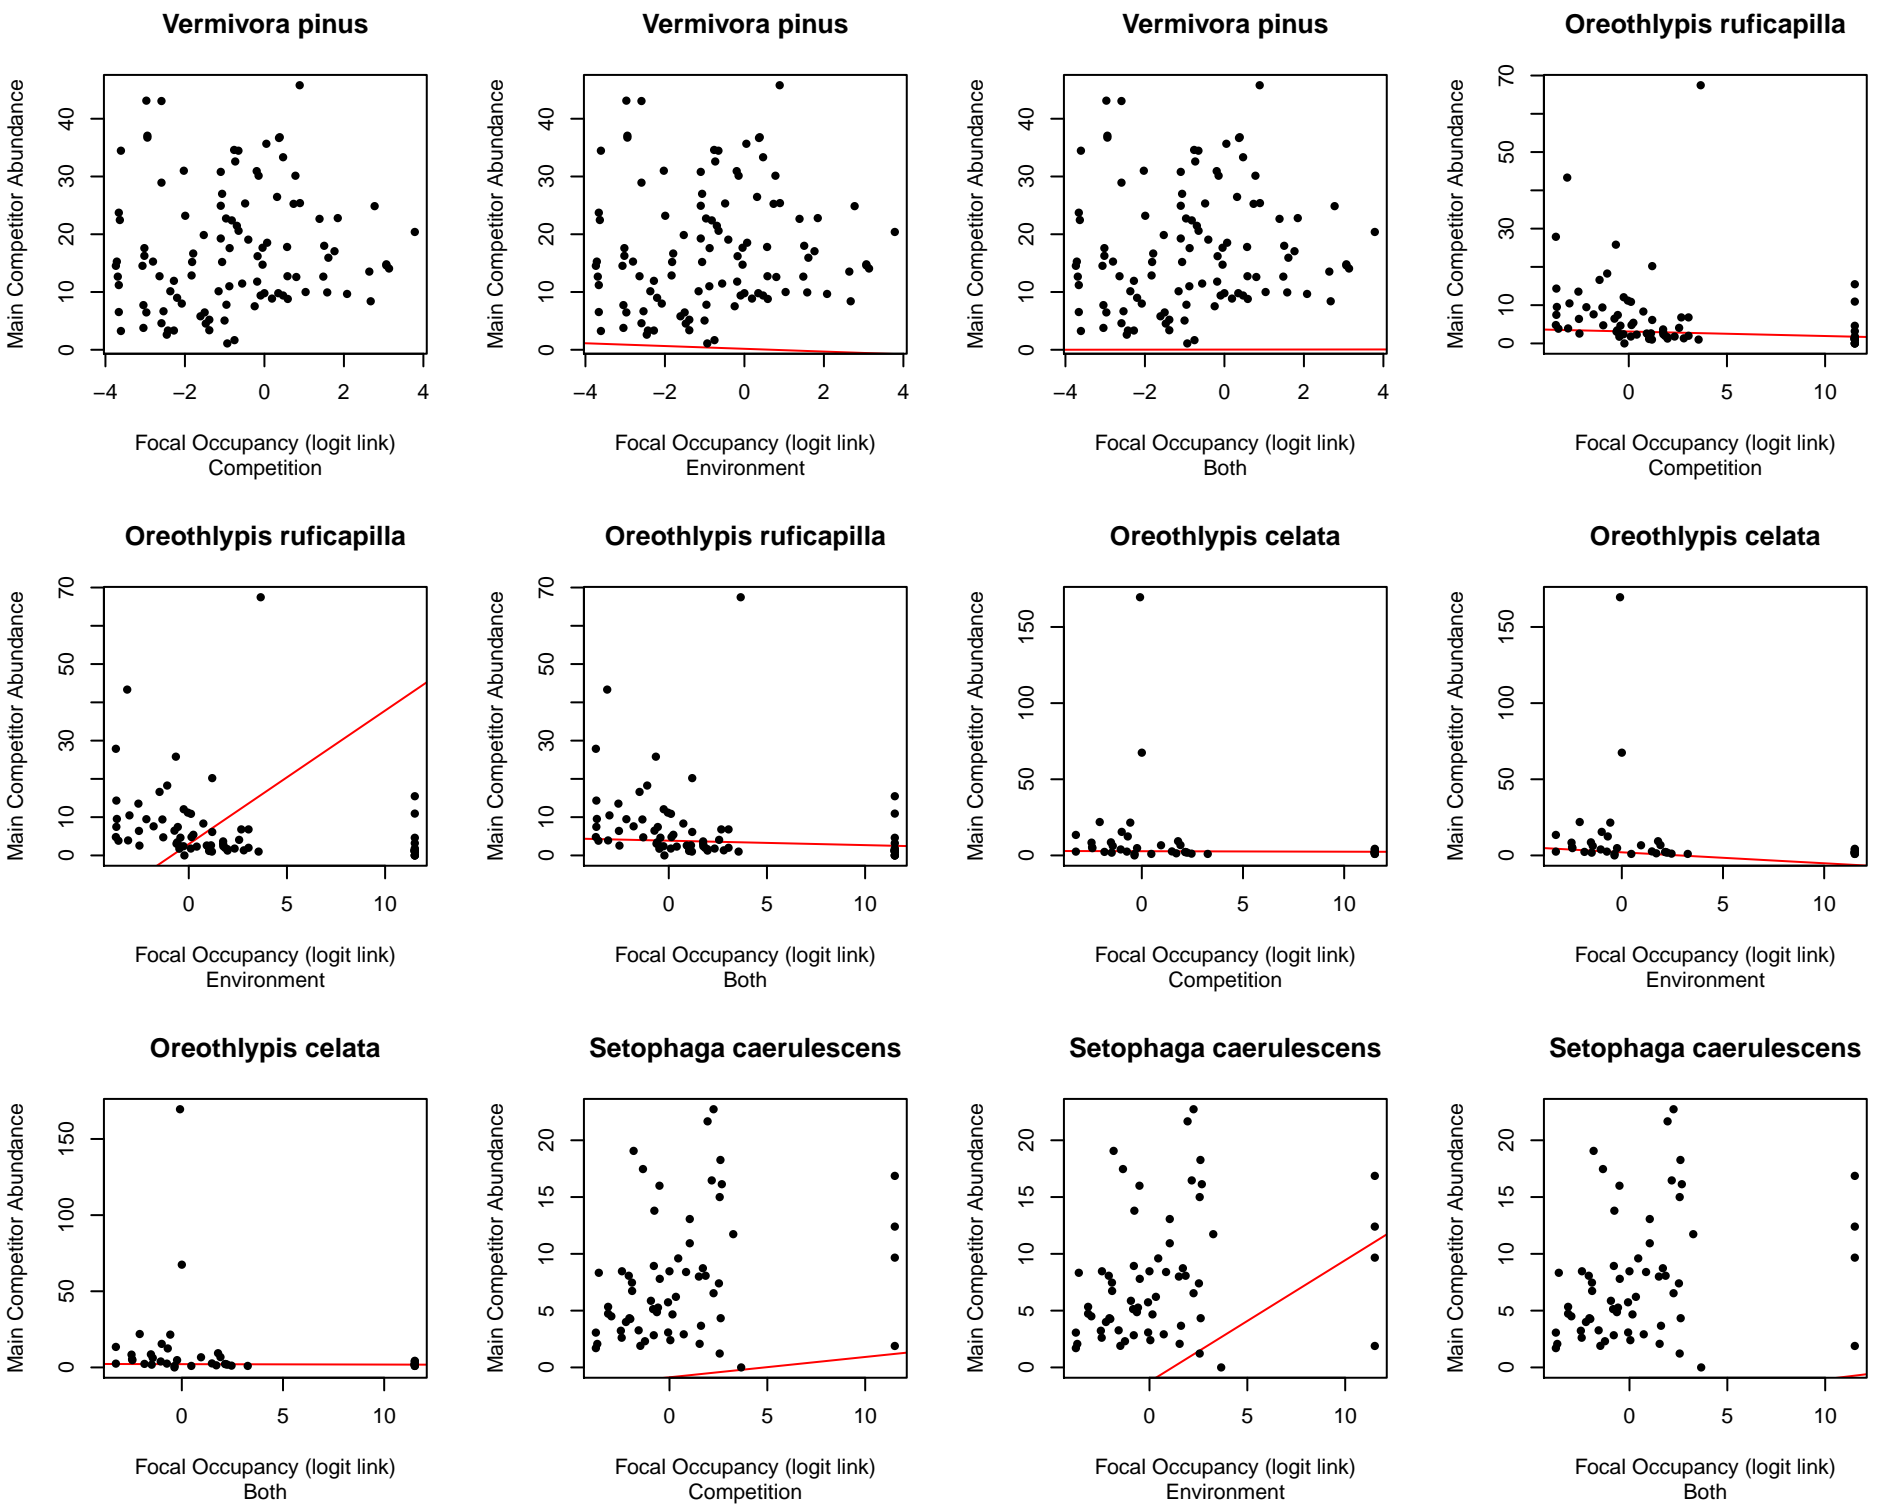 Vermivora pinus
Main Competitor Abundance
0 10 20 30 40
−4 −2 0 2 4
Focal Occupancy (logit link)
Competition
Vermivora pinus
Main Competitor Abundance
0 10 20 30 40
−4 −2 0 2 4
Focal Occupancy (logit link)
Environment
Vermivora pinus
Main Competitor Abundance
0 10 20 30 40
−4 −2 0 2 4
Focal Occupancy (logit link)
Both
Oreothlypis ruficapilla
Main Competitor Abundance
0 10 30 50 70
0 5 10
Focal Occupancy (logit link)
Competition
Oreothlypis ruficapilla
Main Competitor Abundance
0 10 30 50 70
0 5 10
Focal Occupancy (logit link)
Environment
Oreothlypis ruficapilla
Main Competitor Abundance
0 10 30 50 70
0 5 10
Focal Occupancy (logit link)
Both
Oreothlypis celata
Main Competitor Abundance
0 50 100 150
0 5 10
Focal Occupancy (logit link)
Competition
Oreothlypis celata
Main Competitor Abundance
0 50 100 150
0 5 10
Focal Occupancy (logit link)
Environment
Oreothlypis celata
Main Competitor Abundance
0 50 100 150
0 5 10
Focal Occupancy (logit link)
Both
Setophaga caerulescens
Main Competitor Abundance
0 5 10 15 20
0 5 10
Focal Occupancy (logit link)
Competition
Setophaga caerulescens
Main Competitor Abundance
0 5 10 15 20
0 5 10
Focal Occupancy (logit link)
Environment
Setophaga caerulescens
Main Competitor Abundance
0 5 10 15 20
0 5 10
Focal Occupancy (logit link)
Both